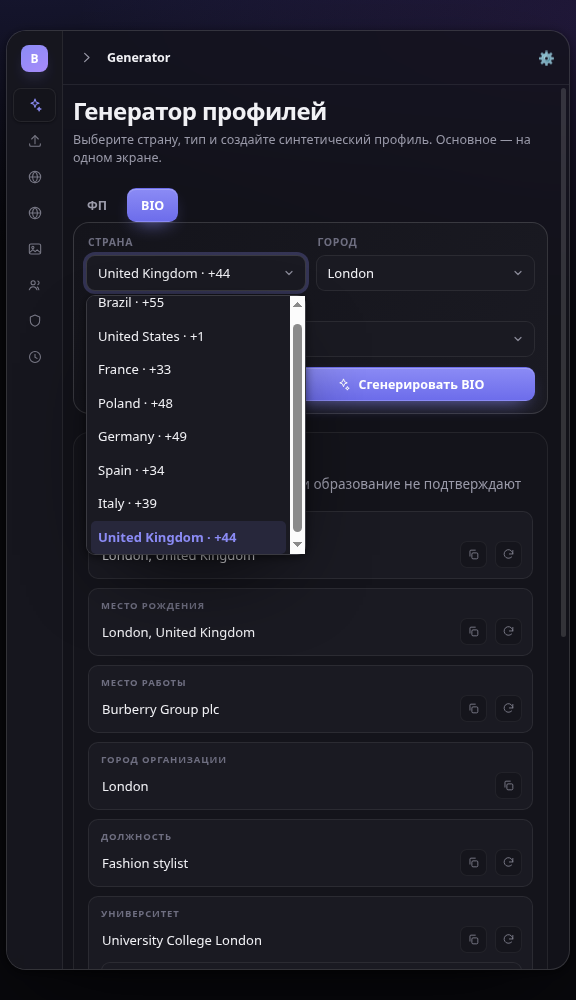 B
Generator
Генератор профилей
Выберите страну, тип и создайте синтетический профиль. Основное — на
одном экране.
ФП
BIO
СТРАНА
ГОРОД
United Kingdom · +44
London
Brazil · +55
United States · +1
France · +33
Poland · +48
Germany · +49
Spain · +34
Italy · +39
United Kingdom · +44
Сгенерировать BIO
и образование не подтверждают
London, United Kingdom
МЕСТО РОЖДЕНИЯ
London, United Kingdom
МЕСТО РАБОТЫ
Burberry Group plc
ГОРОД ОРГАНИЗАЦИИ
London
ДОЛЖНОСТЬ
Fashion stylist
УНИВЕРСИТЕТ
University College London